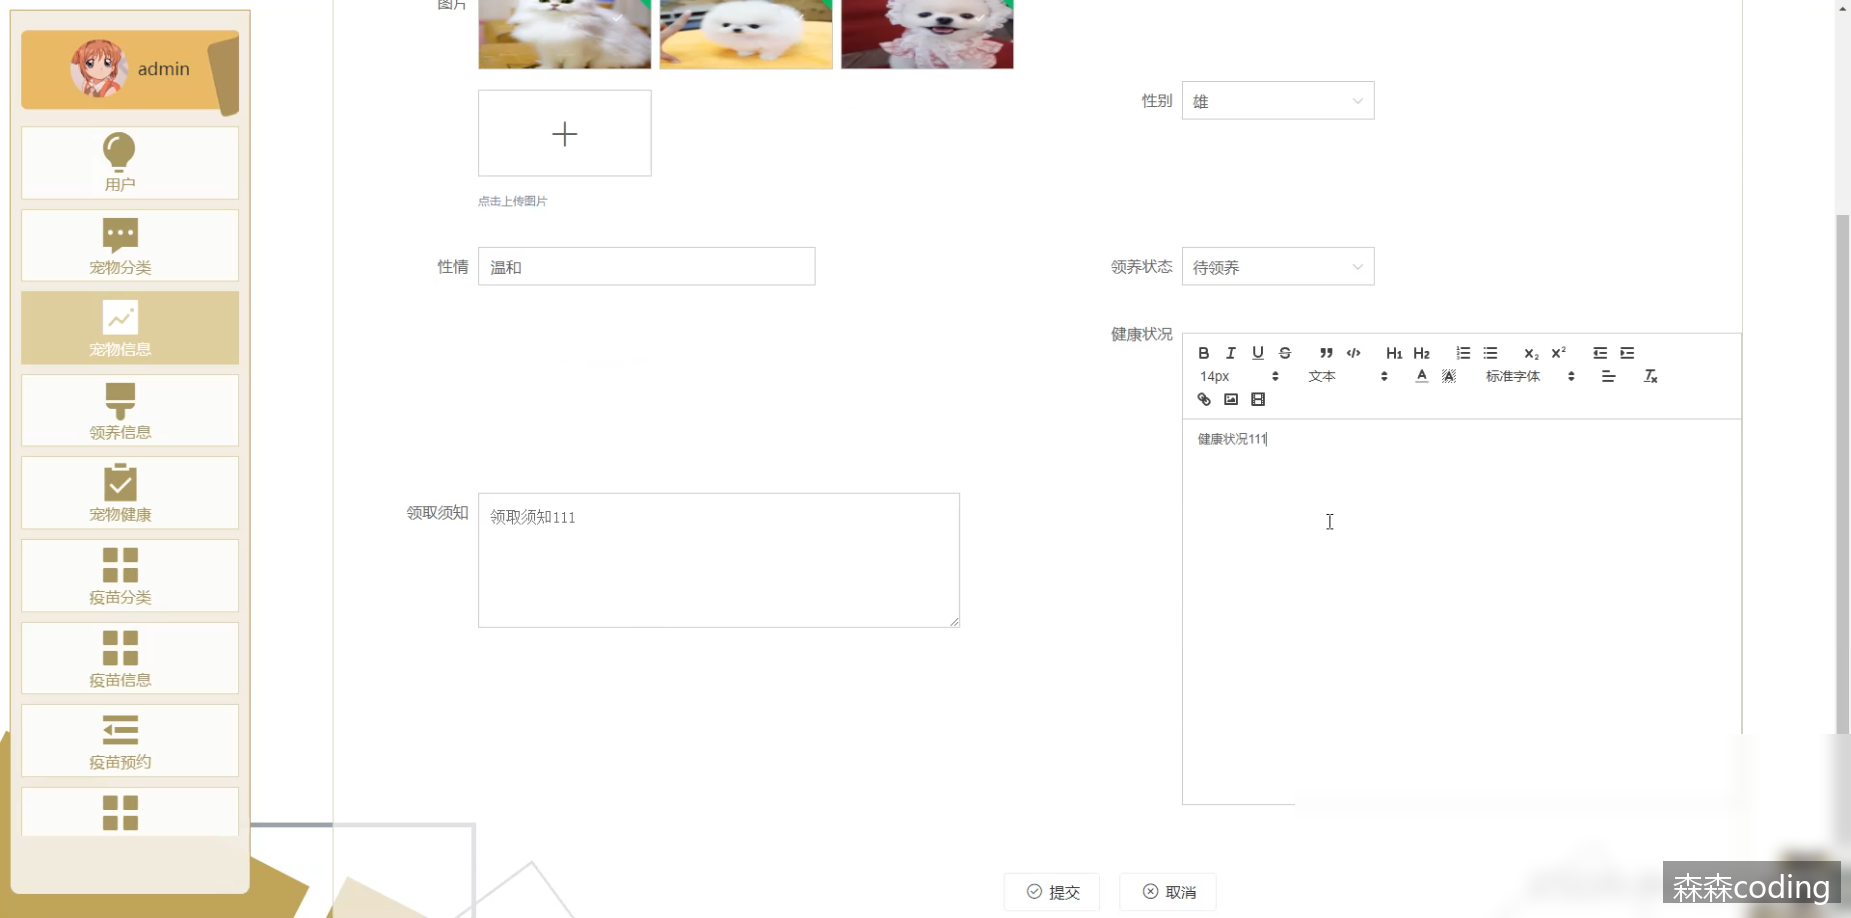 图片
admin
用户
宠物分类
宠物信息
领养信息
宠物健康
疫苗分类
疫苗信息
疫苗预约
点击上传图片
性别
雄
性情
温和
领养状态
待领养
健康状况
B I U S H1 H2 X2 X2
14px 文本 A A 标准字体 Tx
健康状况111
领取须知
领取须知111
提交
取消
森森coding